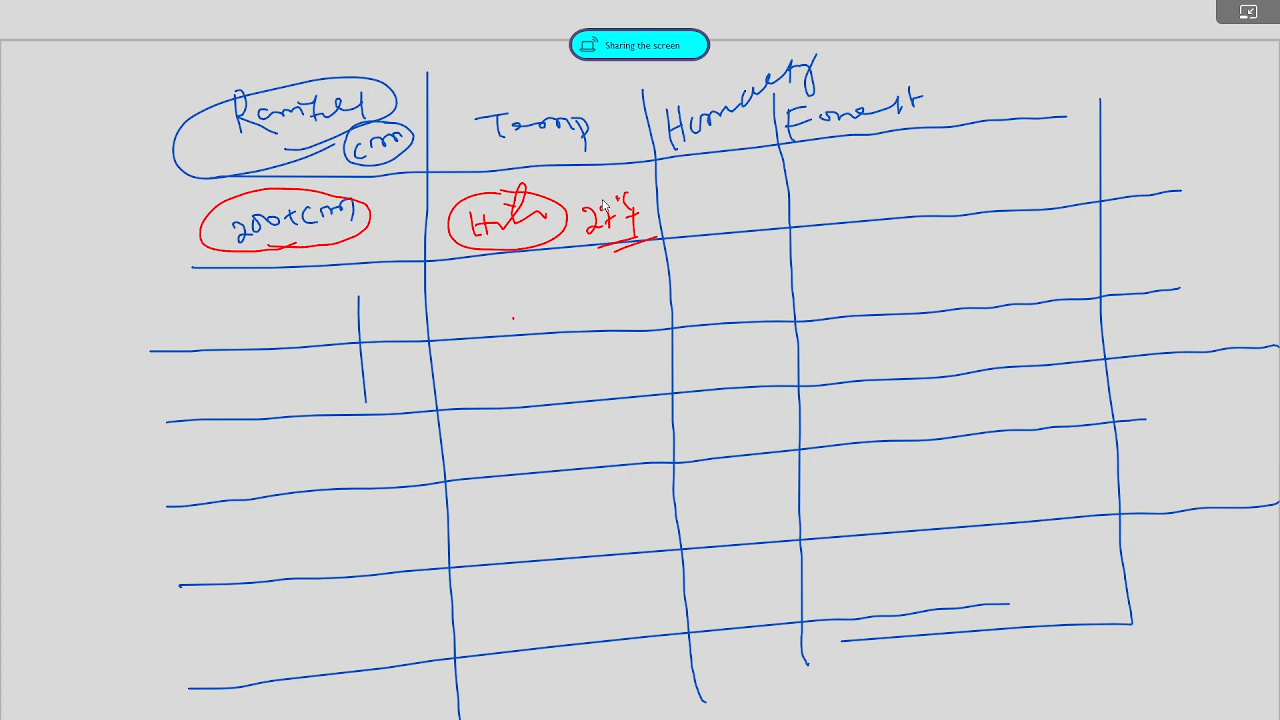 Sharing the screen
Rainfall Temp Humidity Forest
cm
200+cm High 27°C